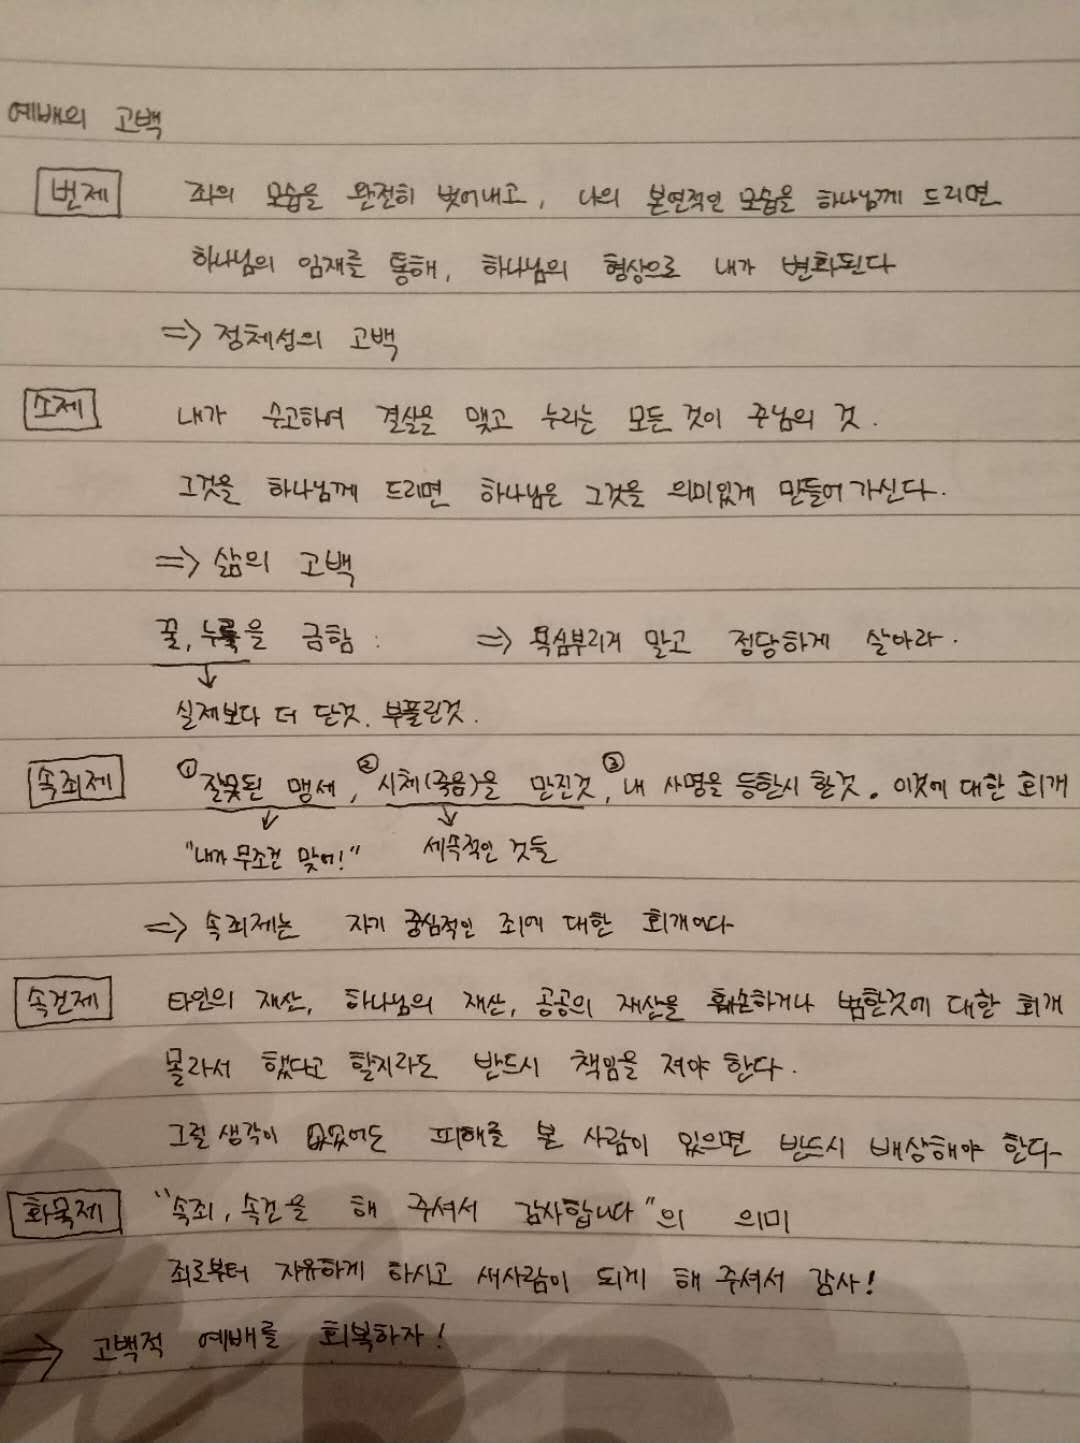 예배의 고백
번제 죄의 모습을 완전히 벗어내고, 나의 본연적인 모습을 하나님께 드리면
하나님의 임재를 통해, 하나님의 형상으로 내가 변화된다
=> 정체성의 고백
소제 내가 수고하여 결실을 맺고 누리는 모든 것이 주님의 것.
그것을 하나님께 드리면 하나님은 그것을 의미있게 만들어 가신다.
=> 삶의 고백
꿀, 누룩을 금함 : => 욕심부리지 말고 정당하게 살아라.
↓
실제보다 더 단것. 부풀린것.
속죄제 ①잘못된 맹세, ②시체(죽음)을 만진것, ③내 사명을 등한시 할것. 이것에 대한 회개
↓ ↓
"내가 무조건 맞어!" 세속적인 것들
=> 속죄제는 자기 중심적인 죄에 대한 회개이다
속건제 타인의 재산, 하나님의 재산, 공공의 재산을 훼손하거나 범한것에 대한 회개
몰라서 했다고 할지라도 반드시 책임을 져야 한다.
그럴 생각이 없었어도 피해를 본 사람이 있으면 반드시 배상해야 한다
화목제 "속죄, 속건을 해 주셔서 감사합니다"의 의미
죄로부터 자유하게 하시고 새사람이 되게 해 주셔서 감사!
=> 고백적 예배를 회복하자!